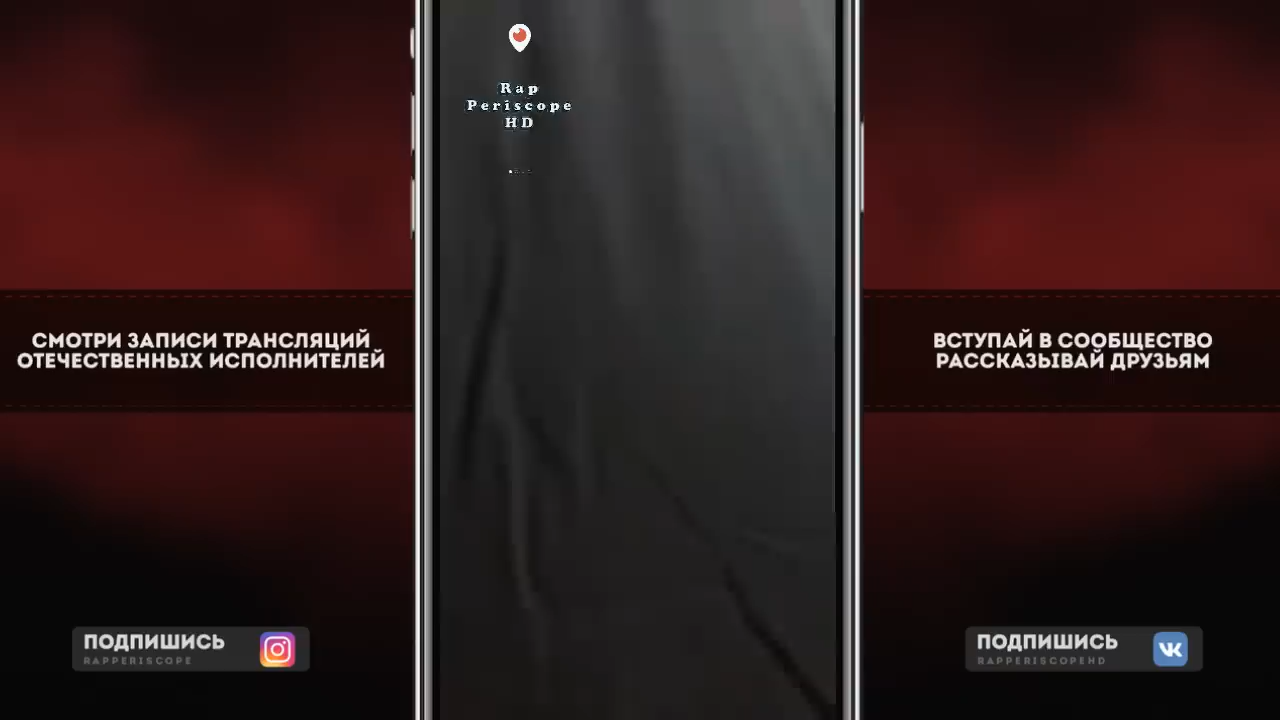 Rap
Periscope
HD
СМОТРИ ЗАПИСИ ТРАНСЛЯЦИЙ
ОТЕЧЕСТВЕННЫХ ИСПОЛНИТЕЛЕЙ
ВСТУПАЙ В СООБЩЕСТВО
РАССКАЗЫВАЙ ДРУЗЬЯМ
ПОДПИШИСЬ
RAPPERISCOPE
ПОДПИШИСЬ
RAPPERISCOPEHD